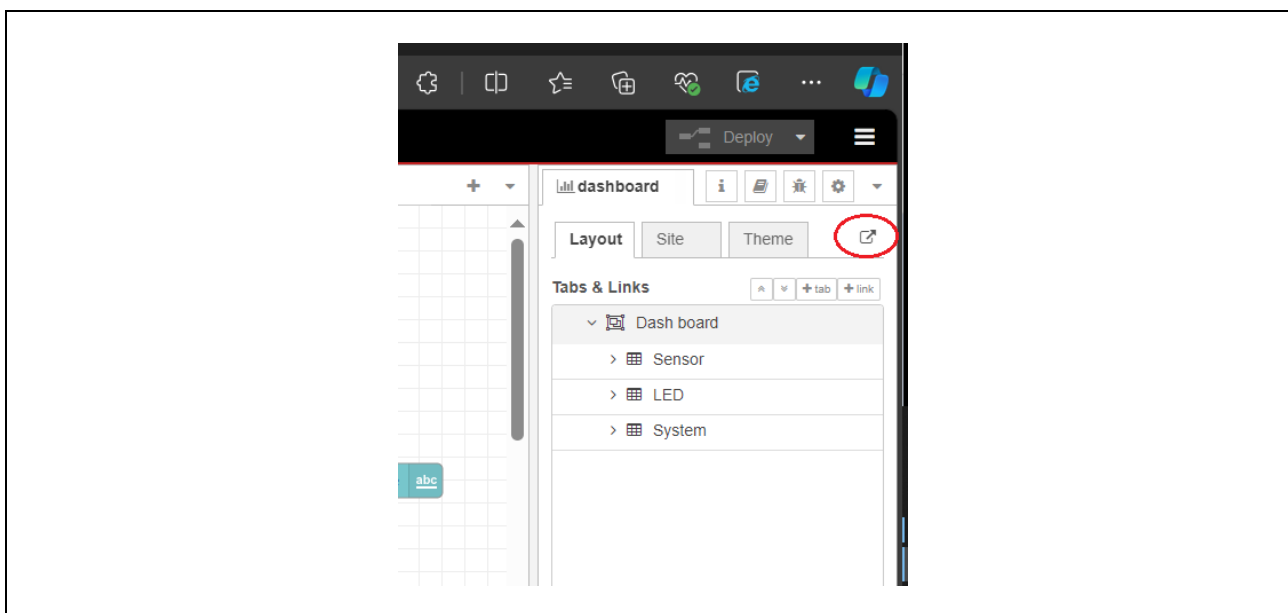 Deploy
dashboard
i
Layout Site Theme
Tabs & Links + tab + link
Dash board
Sensor
LED
System
abc